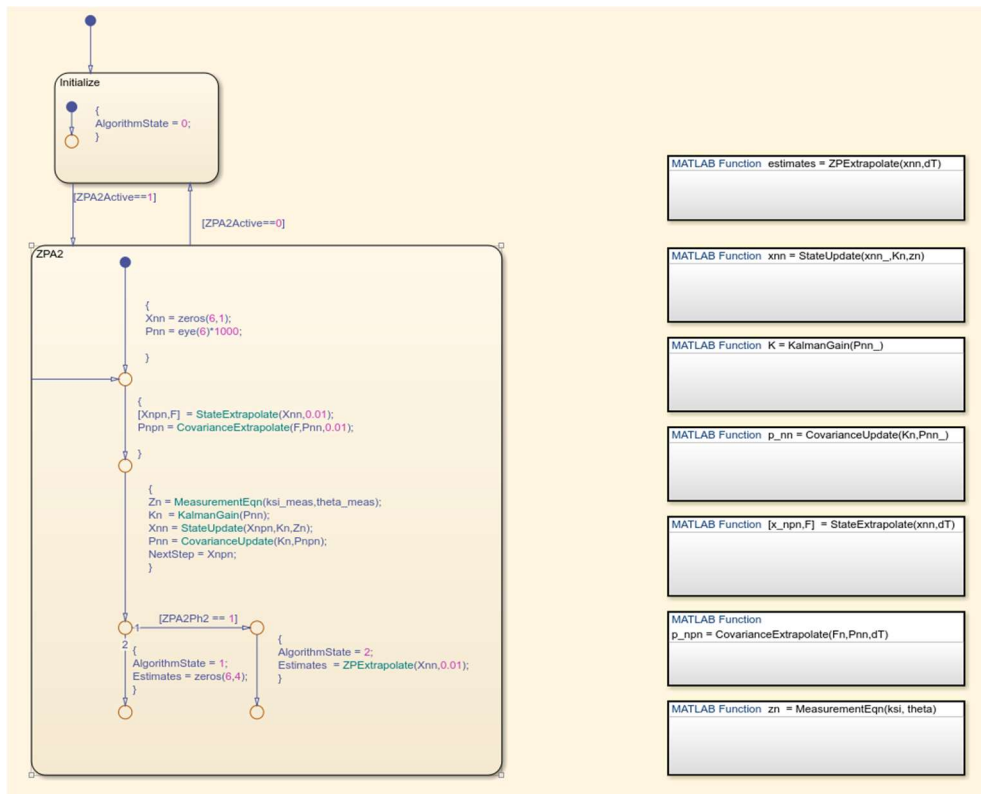 Initialize
{
AlgorithmState = 0;
}
[ZPA2Active==1]
[ZPA2Active==0]
ZPA2
{
Xnn = zeros(6,1);
Pnn = eye(6)*1000;
}
{
[Xnpn,F]  = StateExtrapolate(Xnn,0.01);
Pnpn = CovarianceExtrapolate(F,Pnn,0.01);
}
{
Zn = MeasurementEqn(ksi_meas,theta_meas);
Kn  = KalmanGain(Pnn);
Xnn = StateUpdate(Xnpn,Kn,Zn);
Pnn = CovarianceUpdate(Kn,Pnpn);
NextStep = Xnpn;
}
[ZPA2Ph2 == 1]
1
2
{
AlgorithmState = 1;
Estimates = zeros(6,4);
}
{
AlgorithmState = 2;
Estimates  = ZPExtrapolate(Xnn,0.01);
}
MATLAB Function  estimates = ZPExtrapolate(xnn,dT)
MATLAB Function  xnn = StateUpdate(xnn_,Kn,zn)
MATLAB Function  K = KalmanGain(Pnn_)
MATLAB Function  p_nn = CovarianceUpdate(Kn,Pnn_)
MATLAB Function  [x_npn,F]  = StateExtrapolate(xnn,dT)
MATLAB Function
p_npn = CovarianceExtrapolate(Fn,Pnn,dT)
MATLAB Function  zn  = MeasurementEqn(ksi, theta)